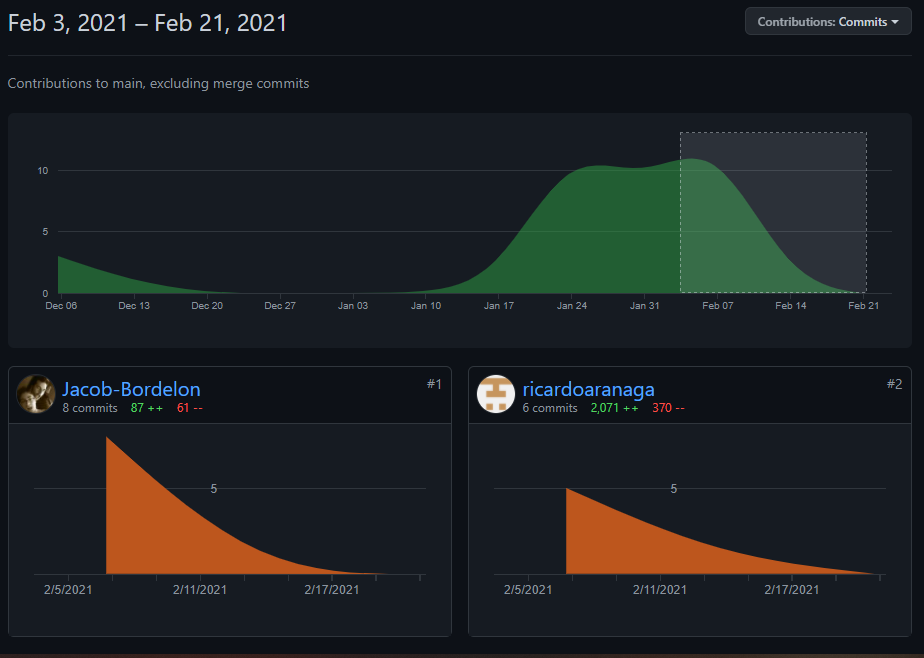 Feb 3, 2021 – Feb 21, 2021
Contributions: Commits
Contributions to main, excluding merge commits
10
5
0
Dec 06 Dec 13 Dec 20 Dec 27 Jan 03 Jan 10 Jan 17 Jan 24 Jan 31 Feb 07 Feb 14 Feb 21
Jacob-Bordelon #1
8 commits 87 ++ 61 --
5
2/5/2021 2/11/2021 2/17/2021
ricardoaranaga #2
6 commits 2,071 ++ 370 --
5
2/5/2021 2/11/2021 2/17/2021